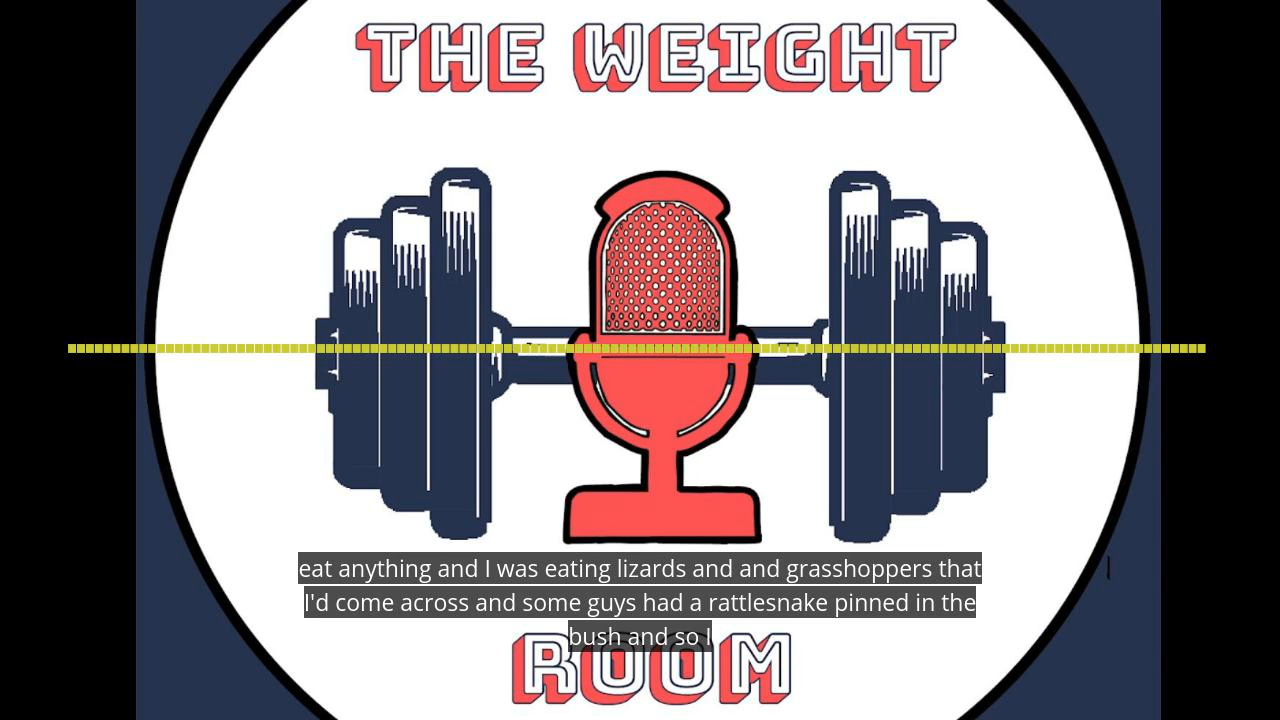 THE WEIGHT
eat anything and I was eating lizards and and grasshoppers that
I'd come across and some guys had a rattlesnake pinned in the
bush and so I
ROOM